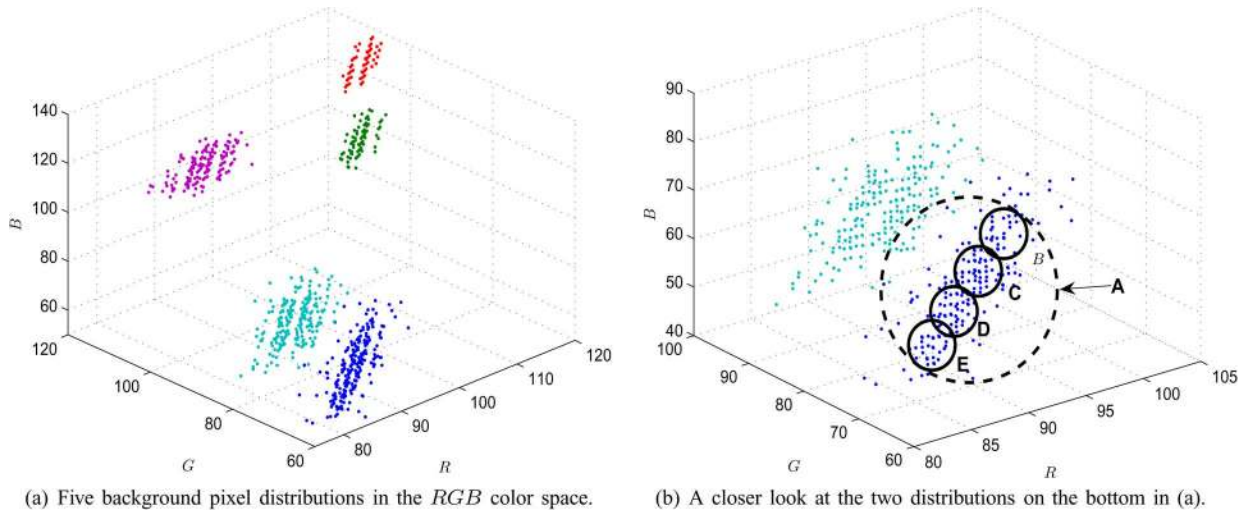 140
120
100
80
60
B
120
100
80
60
G
80
90
100
110
120
R
(a) Five background pixel distributions in the RGB color space.
90
80
70
60
50
40
B
100
90
80
70
60
G
80
85
90
95
100
105
R
B
A
C
D
E
(b) A closer look at the two distributions on the bottom in (a).